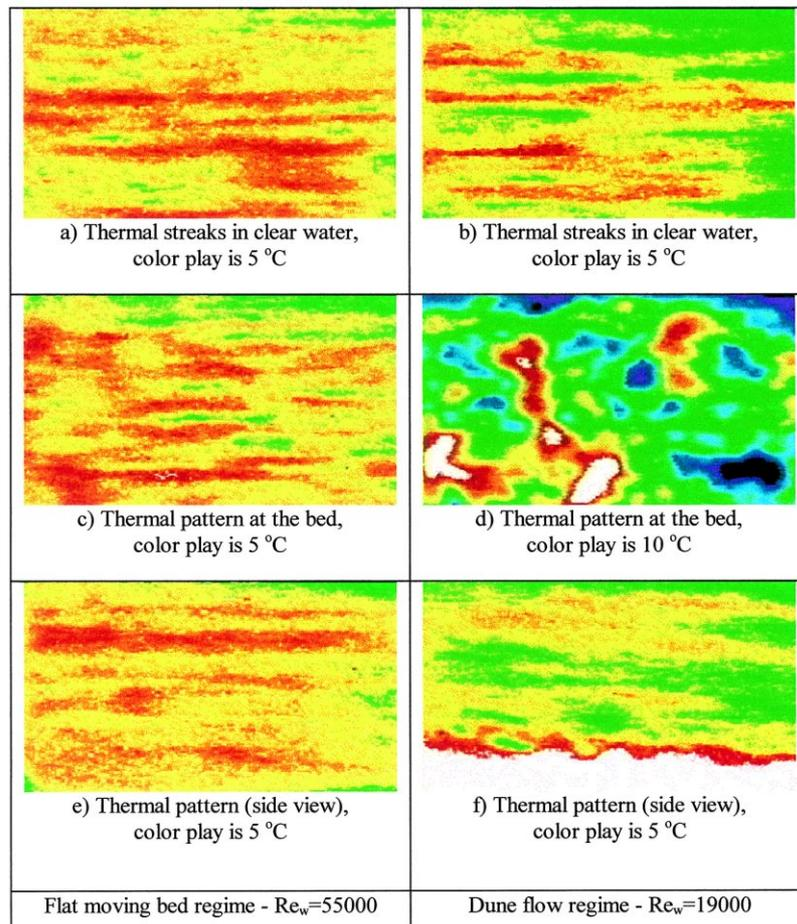 a) Thermal streaks in clear water,
color play is 5 °C
b) Thermal streaks in clear water,
color play is 5 °C
c) Thermal pattern at the bed,
color play is 5 °C
d) Thermal pattern at the bed,
color play is 10 °C
e) Thermal pattern (side view),
color play is 5 °C
f) Thermal pattern (side view),
color play is 5 °C
Flat moving bed regime - Re_w=55000
Dune flow regime - Re_w=19000